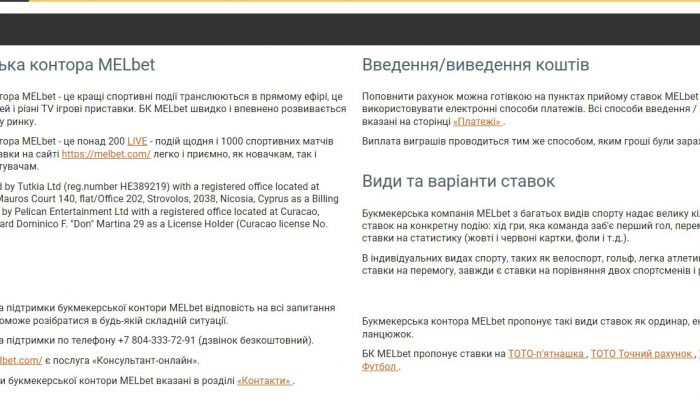 ька контора MELbet
тора MELbet - це кращі спортивні події транслюються в прямому ефірі, це
ей і різні TV ігрові приставки. БК MELbet швидко і впевнено розвивається
у ринку.
тора MELbet - це понад 200 LIVE - подій щодня і 1000 спортивних матчів
авки на сайті https://melbet.com/ легко і приємно, як новачкам, так і
тувачам.
d by Tutkia Ltd (reg.number HE389219) with a registered office located at
Mauros Court 140, flat/Office 202, Strovolos, 2038, Nicosia, Cyprus as a Billing
by Pelican Entertainment Ltd with a registered office located at Curacao,
ard Dominico F. "Don" Martina 29 as a License Holder (Curacao license No.
а підтримки букмекерської контори MELbet відповість на всі запитання
оможе розібратися в будь-якій складній ситуації.
а підтримки по телефону +7 804-333-72-91 (дзвінок безкоштовний).
lbet.com/ є послуга «Консультант-онлайн».
и букмекерської контори MELbet вказані в розділі «Контакти» .
Введення/виведення коштів
Поповнити рахунок можна готівкою на пунктах прийому ставок MELbet
використовувати електронні способи платежів. Всі способи введення /
вказані на сторінці «Платежі» .
Виплата виграшів проводиться тим же способом, яким гроші були зарах
Види та варіанти ставок
Букмекерська компанія MELbet з багатьох видів спорту надає велику кі
ставок на конкретну подію: хід гри, яка команда заб'є перший гол, перем
ставки на статистику (жовті і червоні картки, фоли і т.д.).
В індивідуальних видах спорту, таких як велоспорт, гольф, легка атлети
ставки на перемогу, завжди є ставки на порівняння двох спортсменів і р
Букмекерська контора MELbet пропонує такі види ставок як ординар, ек
ланцюжок.
БК MELbet пропонує ставки на ТОТО-п'ятнашка , ТОТО Точний рахунок ,
Футбол .